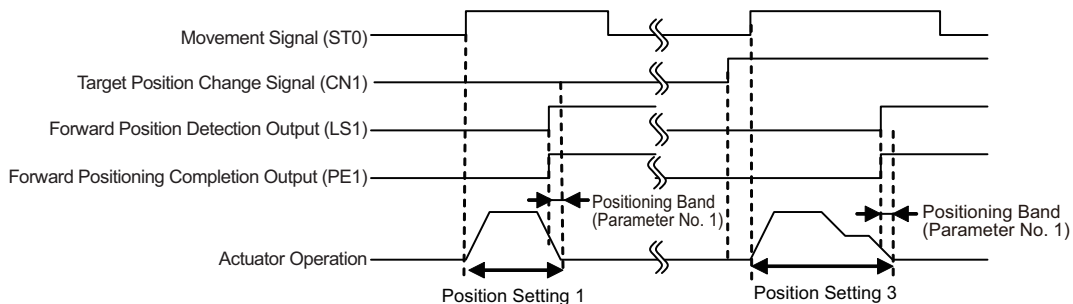 Movement Signal (ST0)
Target Position Change Signal (CN1)
Forward Position Detection Output (LS1)
Forward Positioning Completion Output (PE1)
Positioning Band
(Parameter No. 1)
Positioning Band
(Parameter No. 1)
Actuator Operation
Position Setting 1
Position Setting 3